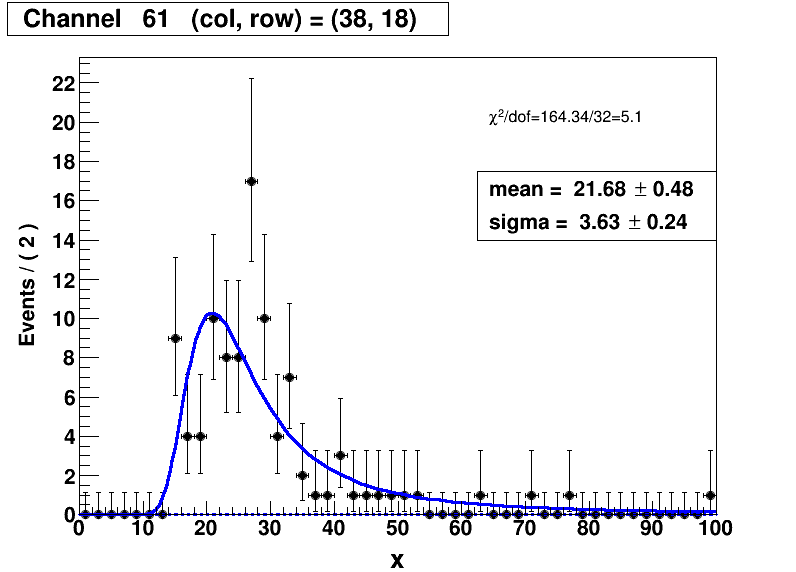 Channel 61 (col, row) = (38, 18)
χ²/dof=164.34/32=5.1
mean = 21.68 ± 0.48
sigma = 3.63 ± 0.24
Events / ( 2 )
22
20
18
16
14
12
10
8
6
4
2
0
0 10 20 30 40 50 60 70 80 90 100
x